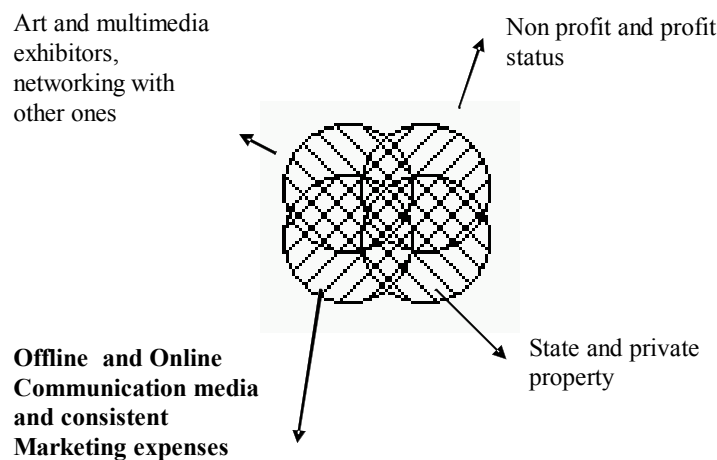 Art and multimedia
exhibitors,
networking with
other ones
Non profit and profit
status
State and private
property
Offline and Online
Communication media
and consistent
Marketing expenses